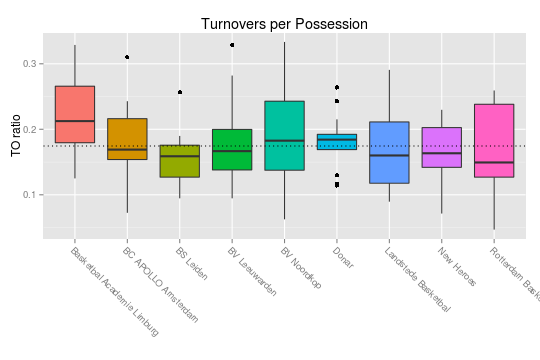 Turnovers per Possession
TO ratio
0.3
0.2
0.1
Basketbal Academie Limburg
BC APOLLO Amsterdam
BS Leiden
BV Leeuwarden
BV Noordkop
Donar
Landstede Basketbal
New Heroes
Rotterdam Bask